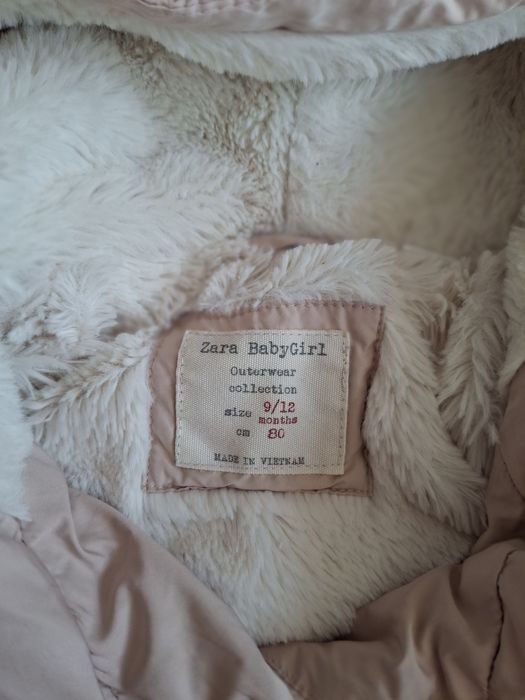 Zara BabyGirl
Outerwear
collection
size 9/12
months
cm 80
MADE IN VIETNAM